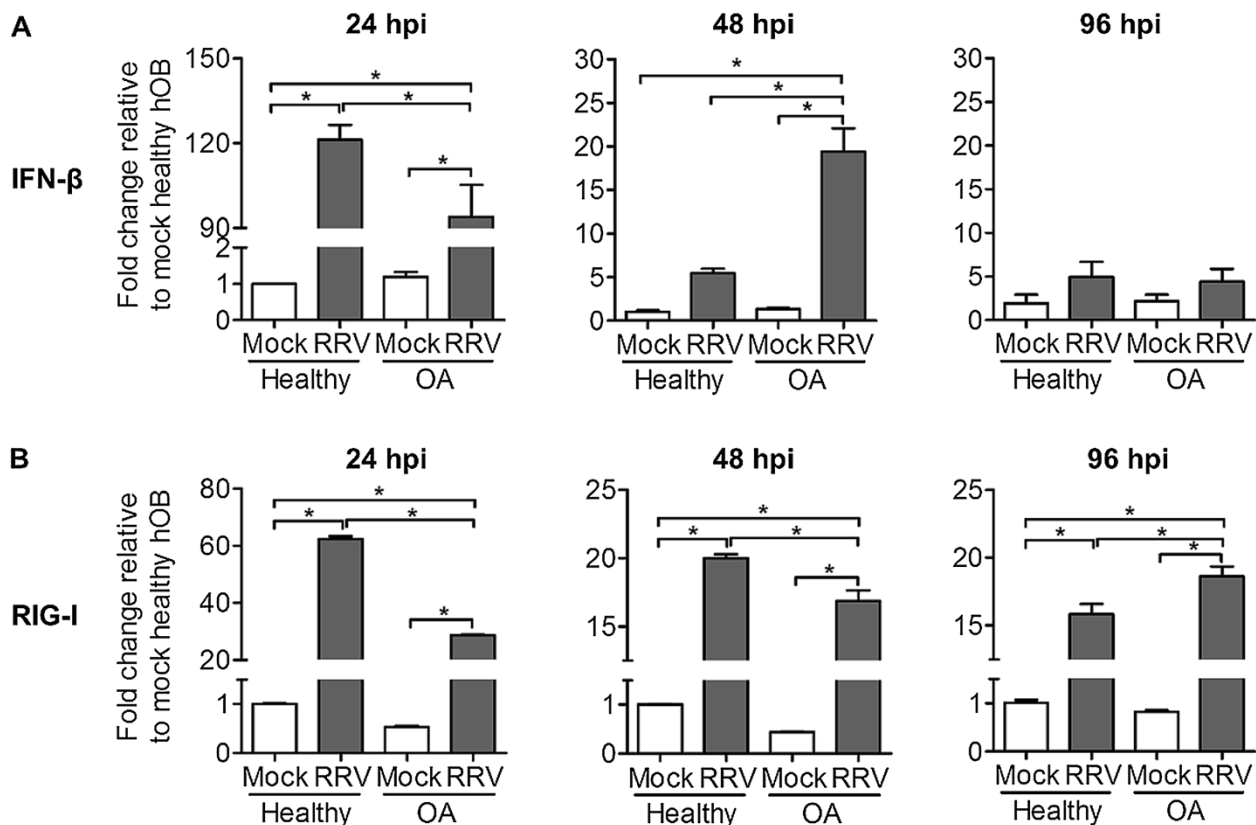 A
24 hpi
48 hpi
96 hpi
IFN-β
Fold change relative
to mock healthy hOB
150
120
90
2
1
0
*
*
*
*
Mock RRV Mock RRV
Healthy OA
30
25
20
15
10
5
0
*
*
*
Mock RRV Mock RRV
Healthy OA
30
25
20
15
10
5
0
Mock RRV Mock RRV
Healthy OA
B
24 hpi
48 hpi
96 hpi
RIG-I
Fold change relative
to mock healthy hOB
80
60
40
20
1
0
*
*
*
*
Mock RRV Mock RRV
Healthy OA
25
20
15
1
0
*
*
*
*
Mock RRV Mock RRV
Healthy OA
25
20
15
1
0
*
*
*
*
Mock RRV Mock RRV
Healthy OA